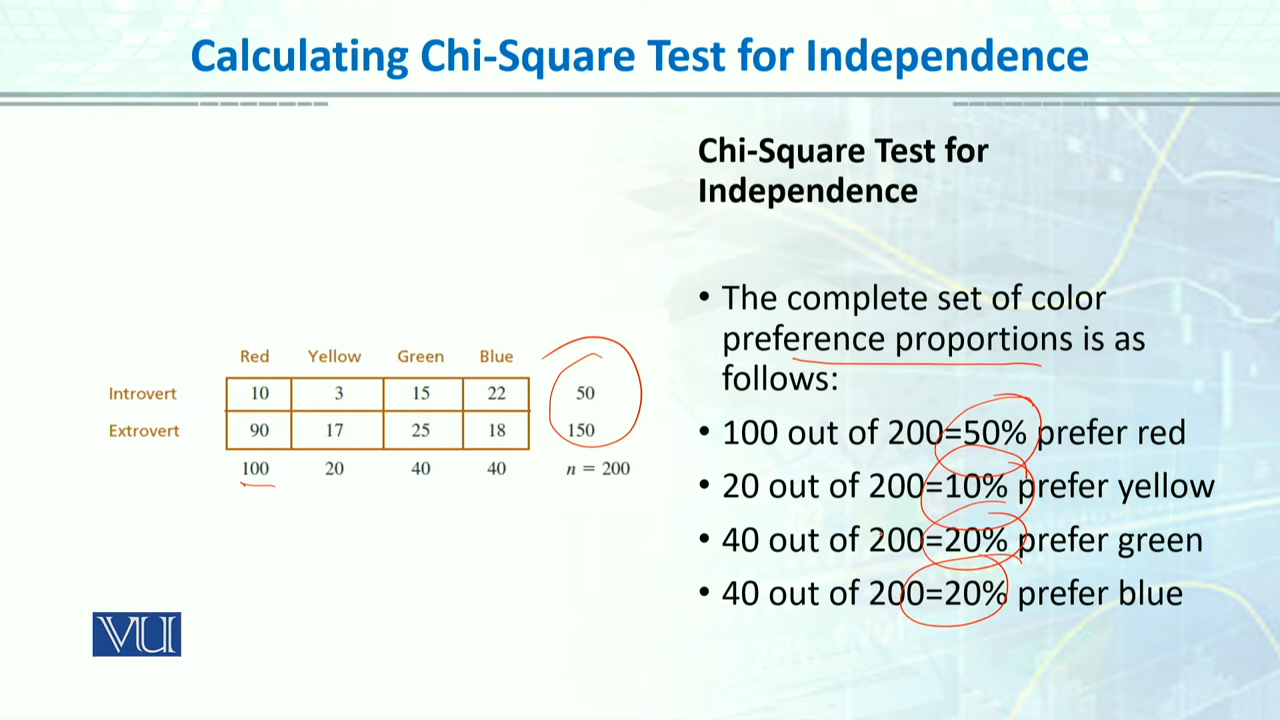 Calculating Chi-Square Test for Independence
Chi-Square Test for
Independence
• The complete set of color
preference proportions is as
follows:
• 100 out of 200=50% prefer red
• 20 out of 200=10% prefer yellow
• 40 out of 200=20% prefer green
• 40 out of 200=20% prefer blue
Red Yellow Green Blue
Introvert 10 3 15 22 50
Extrovert 90 17 25 18 150
100 20 40 40 n = 200
VU